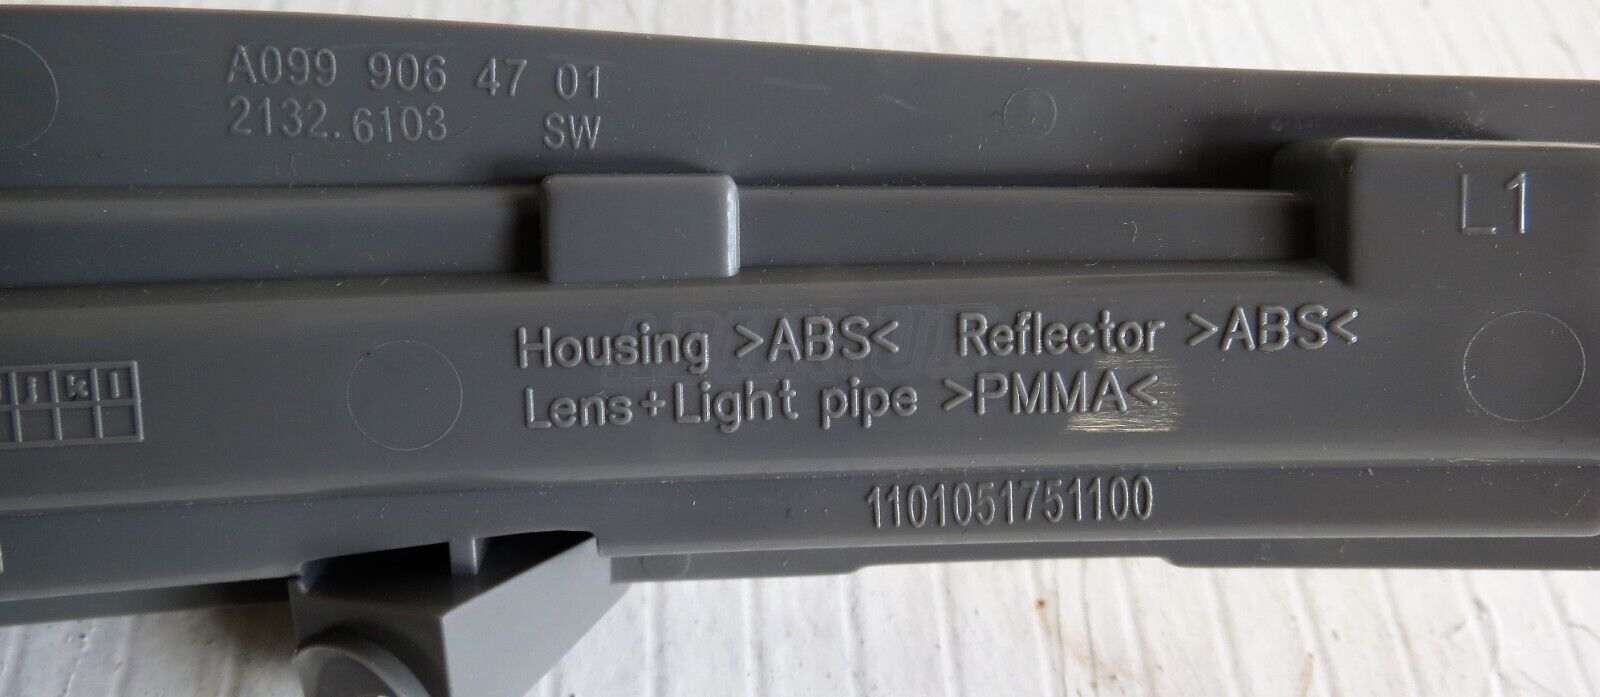 A099 906 47 01
2132.6103 SW
L1
Housing >ABS< Reflector >ABS<
Lens+Light pipe >PMMA<
j k l
1101051751100